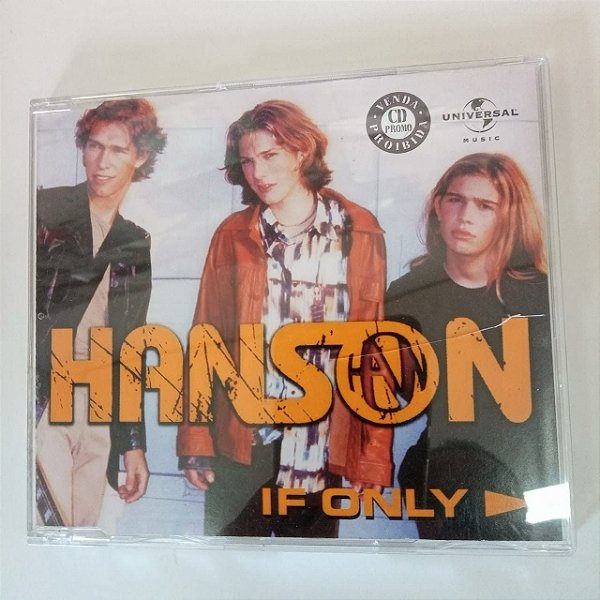 VENDA
CD
PROMO
PROIBIDA
UNIVERSAL
MUSIC
HANSON
IF ONLY